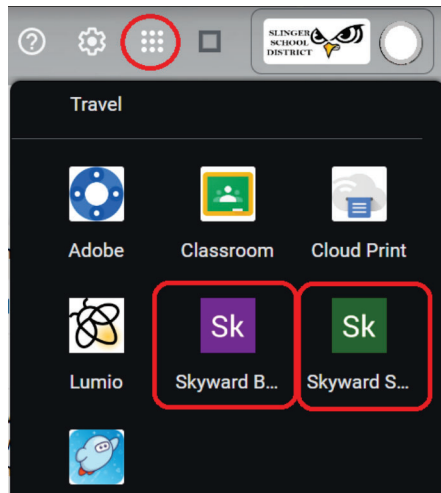 SLINGER
SCHOOL
DISTRICT
Travel
Adobe
Classroom
Cloud Print
Sk
Sk
Lumio
Skyward B...
Skyward S...